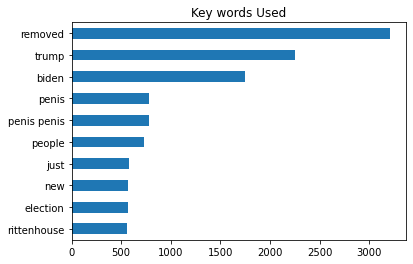 Key words Used
removed
trump
biden
penis
penis penis
people
just
new
election
rittenhouse
0 500 1000 1500 2000 2500 3000